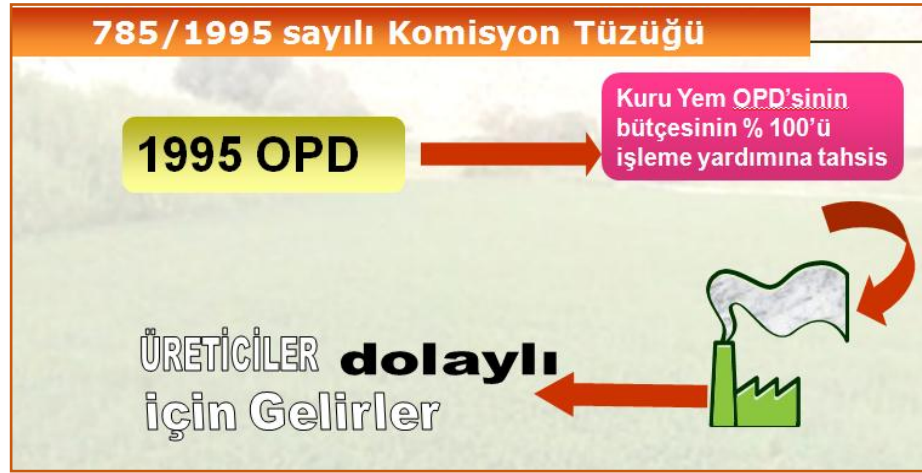 785/1995 sayılı Komisyon Tüzüğü
1995 OPD
Kuru Yem OPD’sinin
bütçesinin % 100’ü
işleme yardımına tahsis
ÜRETİCİLER dolaylı
için Gelirler